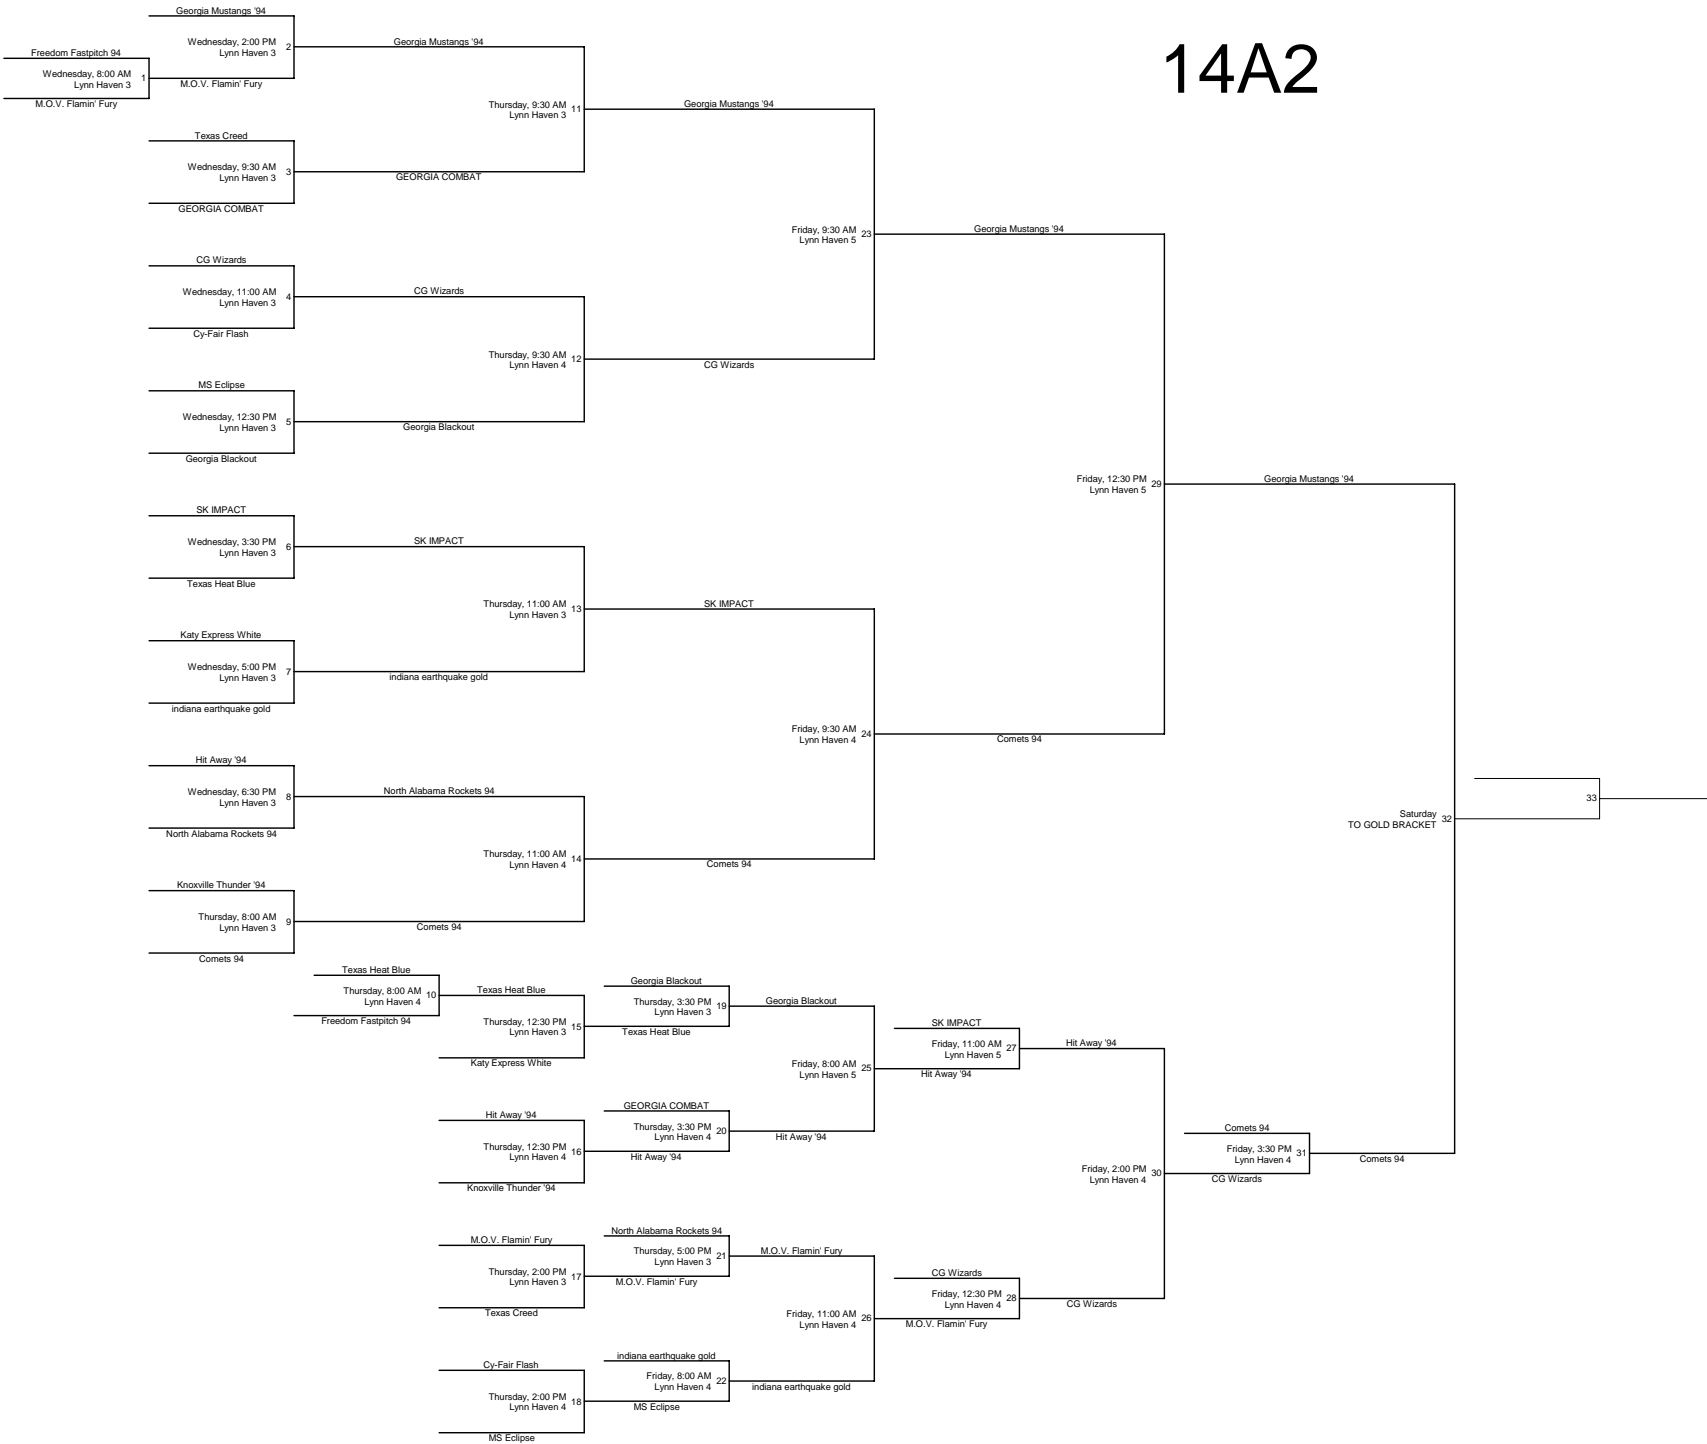 14A2
Georgia Mustangs '94
Wednesday, 2:00 PM
Lynn Haven 3
2
Georgia Mustangs '94
Freedom Fastpitch 94
Wednesday, 8:00 AM
Lynn Haven 3
1
M.O.V. Flamin' Fury
M.O.V. Flamin' Fury
Thursday, 9:30 AM
Lynn Haven 3
11
Georgia Mustangs '94
Texas Creed
Wednesday, 9:30 AM
Lynn Haven 3
3
GEORGIA COMBAT
GEORGIA COMBAT
Friday, 9:30 AM
Lynn Haven 5
23
Georgia Mustangs '94
CG Wizards
Wednesday, 11:00 AM
Lynn Haven 3
4
CG Wizards
Cy-Fair Flash
Thursday, 9:30 AM
Lynn Haven 4
12
CG Wizards
MS Eclipse
Wednesday, 12:30 PM
Lynn Haven 3
5
Georgia Blackout
Georgia Blackout
Friday, 12:30 PM
Lynn Haven 5
29
Georgia Mustangs '94
SK IMPACT
Wednesday, 3:30 PM
Lynn Haven 3
6
SK IMPACT
Texas Heat Blue
Thursday, 11:00 AM
Lynn Haven 3
13
SK IMPACT
Katy Express White
Wednesday, 5:00 PM
Lynn Haven 3
7
indiana earthquake gold
indiana earthquake gold
Friday, 9:30 AM
Lynn Haven 4
24
Comets 94
Hit Away '94
Wednesday, 6:30 PM
Lynn Haven 3
8
North Alabama Rockets 94
North Alabama Rockets 94
33
Saturday
TO GOLD BRACKET
32
Thursday, 11:00 AM
Lynn Haven 4
14
Comets 94
Knoxville Thunder '94
Thursday, 8:00 AM
Lynn Haven 3
9
Comets 94
Comets 94
Texas Heat Blue
Thursday, 8:00 AM
Lynn Haven 4
10
Texas Heat Blue
Freedom Fastpitch 94
Thursday, 12:30 PM
Lynn Haven 3
15
Katy Express White
Georgia Blackout
Thursday, 3:30 PM
Lynn Haven 3
19
Georgia Blackout
Texas Heat Blue
Friday, 8:00 AM
Lynn Haven 5
25
SK IMPACT
Friday, 11:00 AM
Lynn Haven 5
27
Hit Away '94
Hit Away '94
Hit Away '94
Thursday, 12:30 PM
Lynn Haven 4
16
Knoxville Thunder '94
GEORGIA COMBAT
Thursday, 3:30 PM
Lynn Haven 4
20
Hit Away '94
Hit Away '94
Friday, 2:00 PM
Lynn Haven 4
30
Comets 94
Friday, 3:30 PM
Lynn Haven 4
31
Comets 94
CG Wizards
M.O.V. Flamin' Fury
Thursday, 2:00 PM
Lynn Haven 3
17
Texas Creed
North Alabama Rockets 94
Thursday, 5:00 PM
Lynn Haven 3
21
M.O.V. Flamin' Fury
M.O.V. Flamin' Fury
Friday, 11:00 AM
Lynn Haven 4
26
CG Wizards
Friday, 12:30 PM
Lynn Haven 4
28
CG Wizards
M.O.V. Flamin' Fury
Cy-Fair Flash
Thursday, 2:00 PM
Lynn Haven 4
18
MS Eclipse
indiana earthquake gold
Friday, 8:00 AM
Lynn Haven 4
22
indiana earthquake gold
MS Eclipse